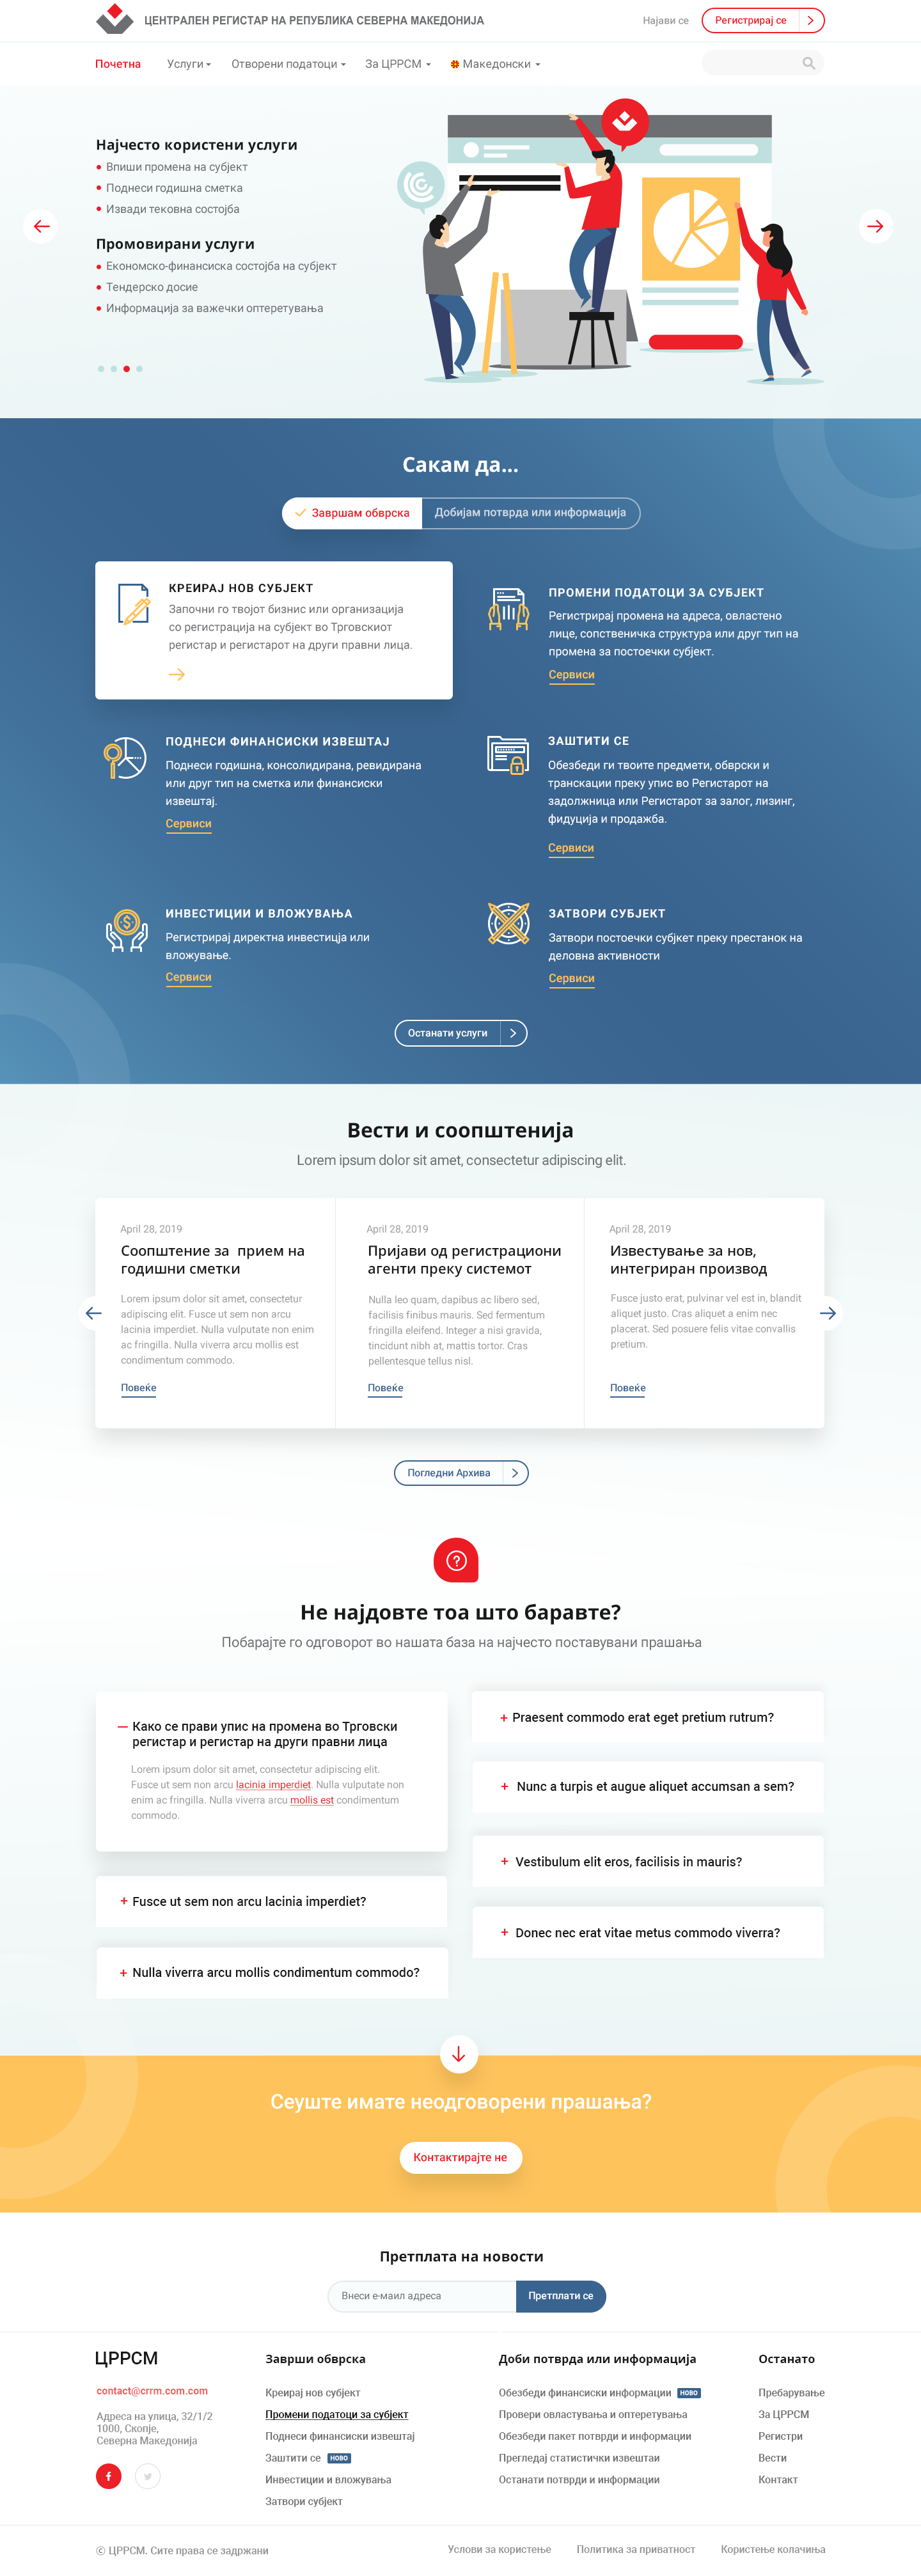 ЦЕНТРАЛЕН РЕГИСТАР НА РЕПУБЛИКА СЕВЕРНА МАКЕДОНИЈА
Најави се
Регистрирај се
Почетна
Услуги
Отворени податоци
За ЦРРСМ
Македонски
Најчесто користени услуги
Впиши промена на субјект
Поднеси годишна сметка
Извади тековна состојба
Промовирани услуги
Економско-финансиска состојба на субјект
Тендерско досие
Информација за важечки оптеретувања
Сакам да...
Завршам обврска
Добијам потврда или информација
КРЕИРАЈ НОВ СУБЈЕКТ
Започни го твојот бизнис или организација
со регистрација на субјект во Трговскиот
регистар и регистарот на други правни лица.
ПРОМЕНИ ПОДАТОЦИ ЗА СУБЈЕКТ
Регистрирај промена на адреса, овластено
лице, сопственичка структура или друг тип на
промена за постоечки субјект.
Сервиси
ПОДНЕСИ ФИНАНСИСКИ ИЗВЕШТАЈ
Поднеси годишна, консолидирана, ревидирана
или друг тип на сметка или финансиски
извештај.
Сервиси
ЗАШТИТИ СЕ
Обезбеди ги твоите предмети, обврски и
транскации преку упис во Регистарот на
задолжница или Регистарот за залог, лизинг,
фидуција и продажба.
Сервиси
ИНВЕСТИЦИИ И ВЛОЖУВАЊА
Регистрирај директна инвестиција или
вложување.
Сервиси
ЗАТВОРИ СУБЈЕКТ
Затвори постоечки субјкет преку престанок на
деловна активности
Сервиси
Останати услуги
Вести и соопштенија
Lorem ipsum dolor sit amet, consectetur adipiscing elit.
April 28, 2019
Соопштение за прием на
годишни сметки
Lorem ipsum dolor sit amet, consectetur
adipiscing elit. Fusce ut sem non arcu
lacinia imperdiet. Nulla vulputate non enim
ac fringilla. Nulla viverra arcu mollis est
condimentum commodo.
Повеќе
April 28, 2019
Пријави од регистрациони
агенти преку системот
Nulla leo quam, dapibus ac libero sed,
facilisis finibus mauris. Sed fermentum
fringilla eleifend. Integer a nisi gravida,
tincidunt nibh at, mattis tortor. Cras
pellentesque tellus nisl.
Повеќе
April 28, 2019
Известување за нов,
интегриран производ
Fusce justo erat, pulvinar vel est in, blandit
aliquet justo. Cras aliquet a enim nec
placerat. Sed posuere felis vitae convallis
pretium.
Повеќе
Погледни Архива
Не најдовте тоа што баравте?
Побарајте го одговорот во нашата база на најчесто поставувани прашања
Како се прави упис на промена во Трговски
регистар и регистар на други правни лица
Lorem ipsum dolor sit amet, consectetur adipiscing elit.
Fusce ut sem non arcu lacinia imperdiet. Nulla vulputate non
enim ac fringilla. Nulla viverra arcu mollis est condimentum
commodo.
Fusce ut sem non arcu lacinia imperdiet?
Nulla viverra arcu mollis condimentum commodo?
Praesent commodo erat eget pretium rutrum?
Nunc a turpis et augue aliquet accumsan a sem?
Vestibulum elit eros, facilisis in mauris?
Donec nec erat vitae metus commodo viverra?
Сеуште имате неодговорени прашања?
Контактирајте не
Претплата на новости
Внеси е-маил адреса
Претплати се
ЦРРСМ
contact@crrm.com.com
Адреса на улица, 32/1/2
1000, Скопје,
Северна Македонија
Заврши обврска
Креирај нов субјект
Промени податоци за субјект
Поднеси финансиски извештај
Заштити се НОВО
Инвестиции и вложувања
Затвори субјект
Доби потврда или информација
Обезбеди финансиски информации НОВО
Провери овластувања и оптеретувања
Обезбеди пакет потврди и информации
Прегледај статистички извештаи
Останати потврди и информации
Останато
Пребарување
За ЦРРСМ
Регистри
Вести
Контакт
© ЦРРСМ. Сите права се задржани
Услови за користење
Политика за приватност
Користење колачиња